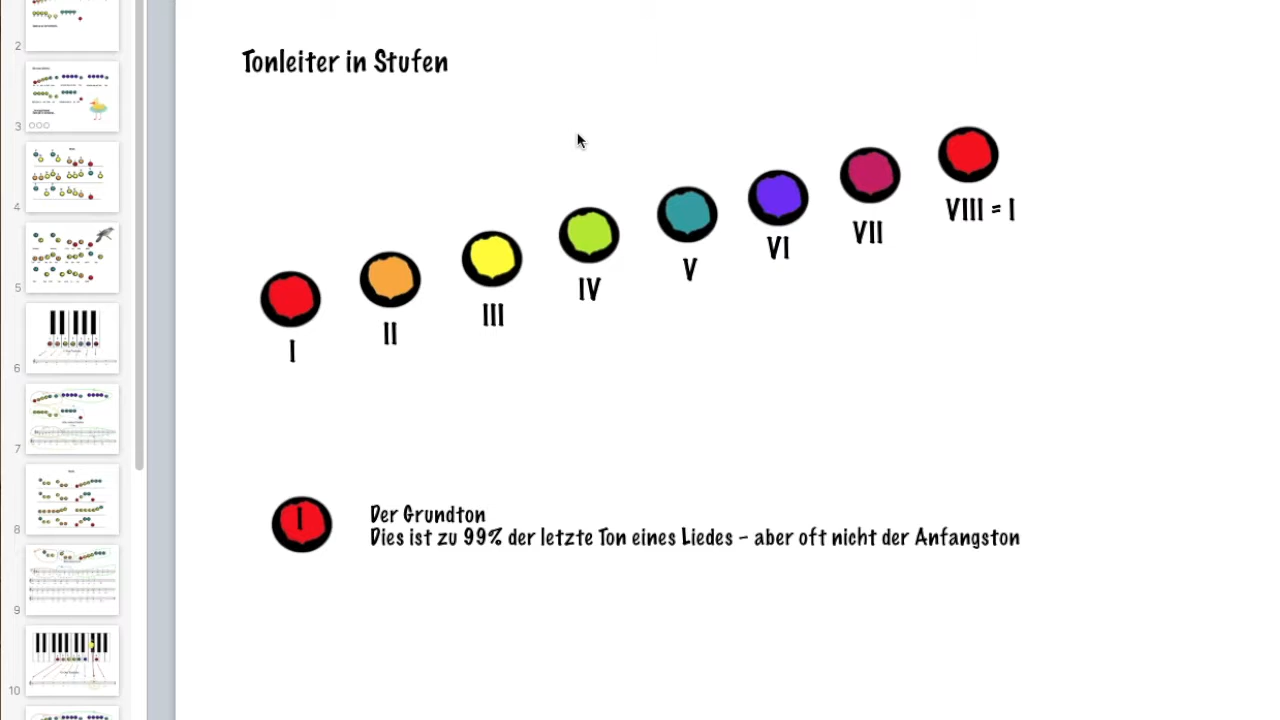 Tonleiter in Stufen
I
II
III
IV
V
VI
VII
VIII = I
I
Der Grundton
Dies ist zu 99% der letzte Ton eines Liedes – aber oft nicht der Anfangston
2
3
4
5
6
7
8
9
10